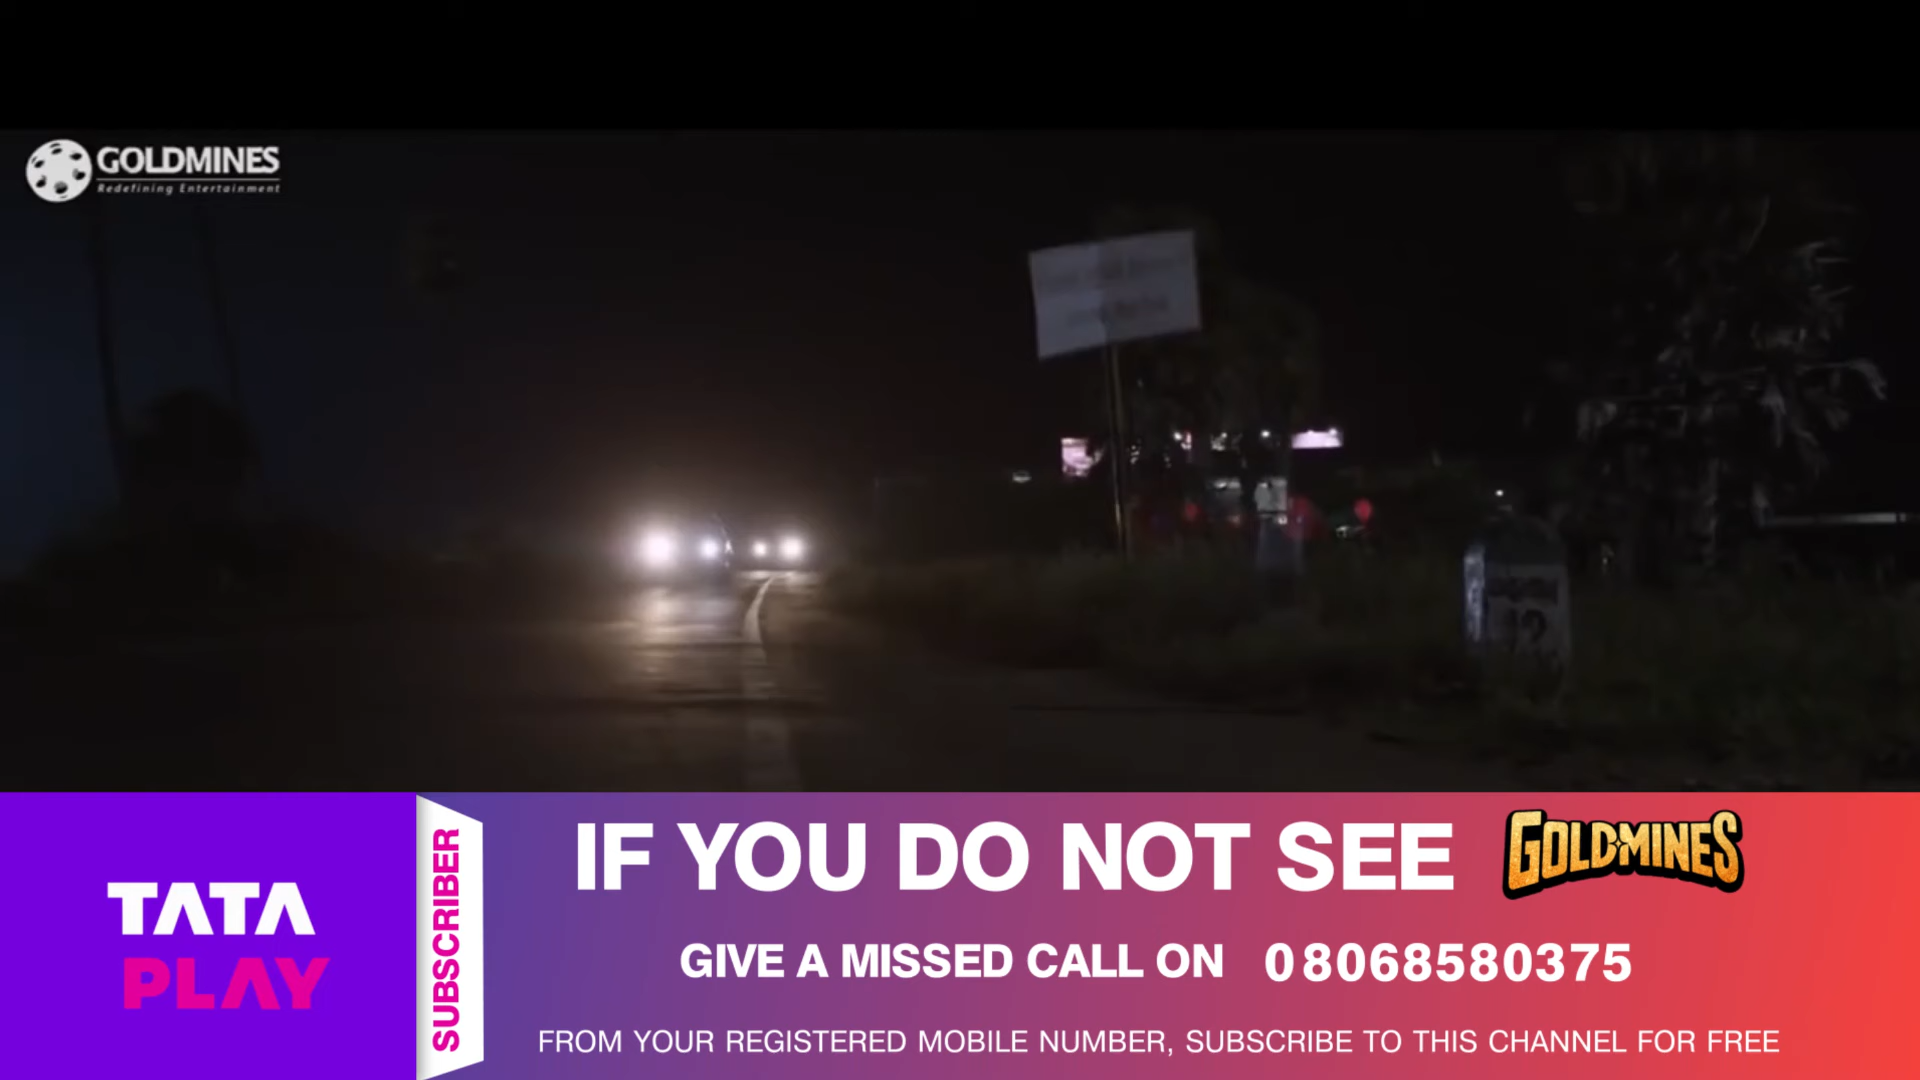 GOLDMINES
Redefining Entertainment
12
TATA
PLAY
SUBSCRIBER
IF YOU DO NOT SEE GOLDMINES
GIVE A MISSED CALL ON 08068580375
FROM YOUR REGISTERED MOBILE NUMBER, SUBSCRIBE TO THIS CHANNEL FOR FREE